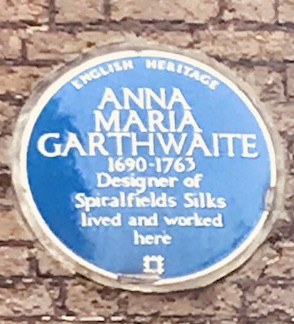 ENGLISH HERITAGE
ANNA
MARIA
GARTHWAITE
1690-1763
Designer of
Spitalfields Silks
lived and worked
here